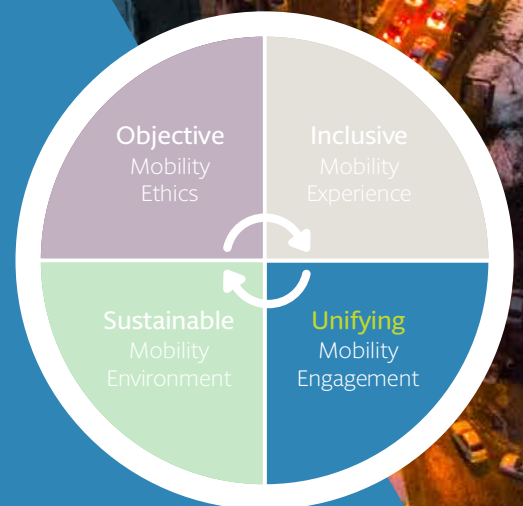 Objective
Mobility
Ethics
Inclusive
Mobility
Experience
Sustainable
Mobility
Environment
Unifying
Mobility
Engagement